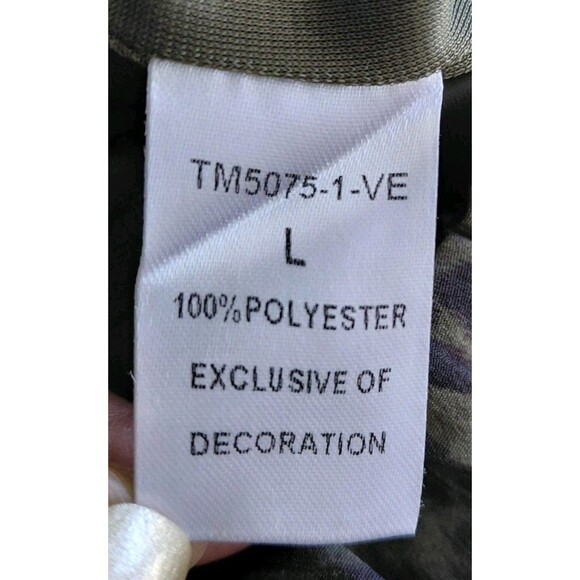 TM5075-1-VE
L
100%POLYESTER
EXCLUSIVE OF
DECORATION